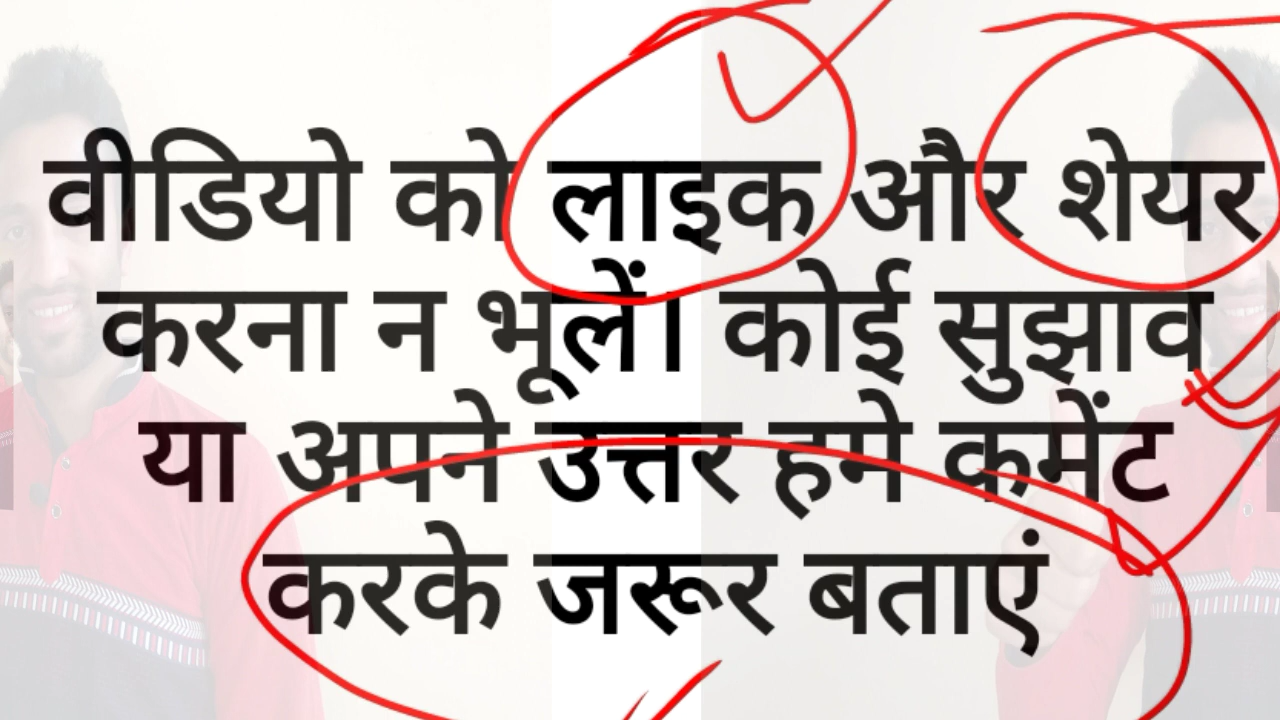 वीडियो को लाइक और शेयर
करना न भूलें। कोई सुझाव
या अपने उत्तर हमे कमेंट
करके जरूर बताएं